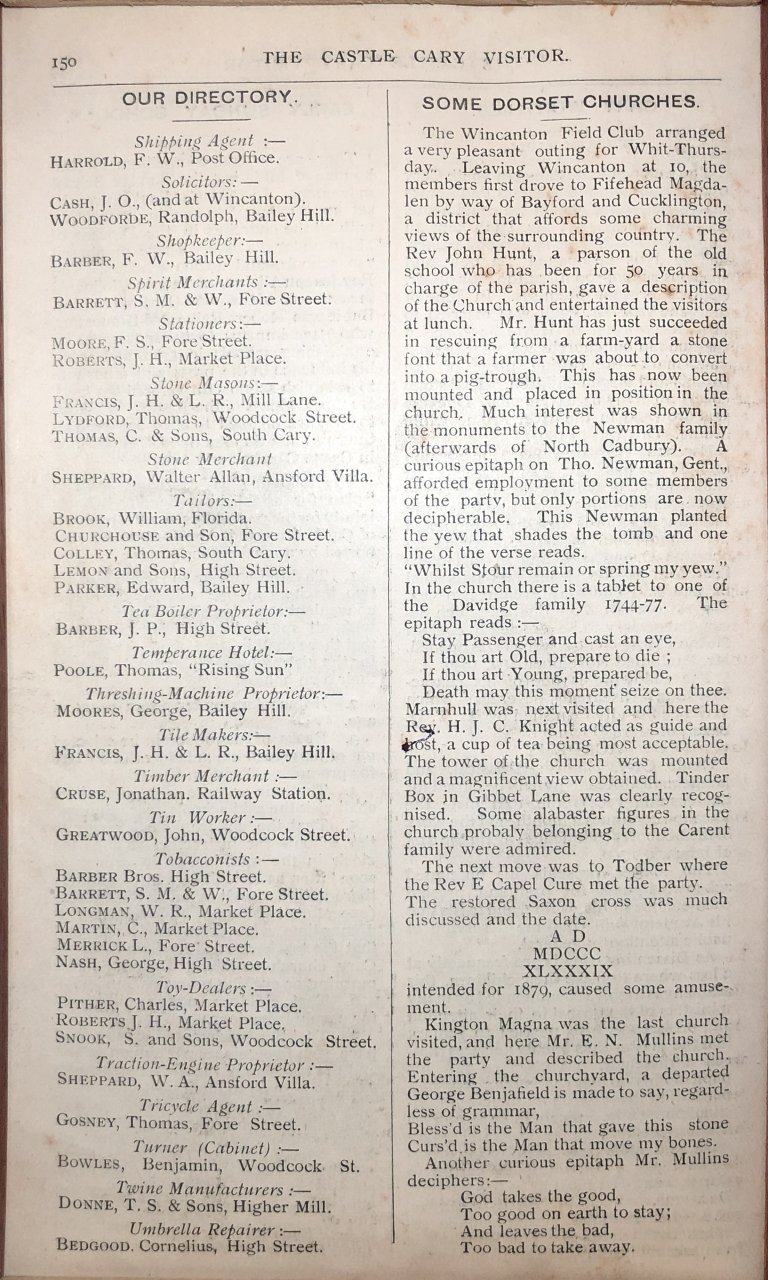 150
THE CASTLE CARY VISITOR.
OUR DIRECTORY.
Shipping Agent :—
HARROLD, F. W., Post Office.
Solicitors: —
CASH, J. O., (and at Wincanton).
WOODFORDE, Randolph, Bailey Hill.
Shopkeeper:—
BARBER, F. W., Bailey Hill.
Spirit Merchants :—
BARRETT, S. M. & W., Fore Street.
Stationers:—
MOORE, F. S., Fore Street.
ROBERTS, J. H., Market Place.
Stone Masons:—
FRANCIS, J. H. & L. R., Mill Lane.
LYDFORD, Thomas, Woodcock Street.
THOMAS, C. & Sons, South Cary.
Stone Merchant
SHEPPARD, Walter Allan, Ansford Villa.
Tailors:—
BROOK, William, Florida.
CHURCHOUSE and Son, Fore Street.
COLLEY, Thomas, South Cary.
LEMON and Sons, High Street.
PARKER, Edward, Bailey Hill.
Tea Boiler Proprietor:—
BARBER, J. P., High Street.
Temperance Hotel:—
POOLE, Thomas, "Rising Sun"
Threshing-Machine Proprietor:—
MOORES, George, Bailey Hill.
Tile Makers:—
FRANCIS, J. H. & L. R., Bailey Hill.
Timber Merchant :—
CRUSE, Jonathan. Railway Station.
Tin Worker :—
GREATWOOD, John, Woodcock Street.
Tobacconists :—
BARBER Bros. High Street.
BARRETT, S. M. & W., Fore Street.
LONGMAN, W. R., Market Place.
MARTIN, C., Market Place.
MERRICK L., Fore Street.
NASH, George, High Street.
Toy-Dealers :—
PITHER, Charles, Market Place.
ROBERTS J. H., Market Place.
SNOOK, S. and Sons, Woodcock Street.
Traction-Engine Proprietor :—
SHEPPARD, W. A., Ansford Villa.
Tricycle Agent :—
GOSNEY, Thomas, Fore Street.
Turner (Cabinet) :—
BOWLES, Benjamin, Woodcock St.
Twine Manufacturers :—
DONNE, T. S. & Sons, Higher Mill.
Umbrella Repairer :—
BEDGOOD. Cornelius, High Street.
SOME DORSET CHURCHES.
The Wincanton Field Club arranged
a very pleasant outing for Whit-Thurs-
day. Leaving Wincanton at 10, the
members first drove to Fifehead Magda-
len by way of Bayford and Cucklington,
a district that affords some charming
views of the surrounding country. The
Rev John Hunt, a parson of the old
school who has been for 50 years in
charge of the parish, gave a description
of the Church and entertained the visitors
at lunch. Mr. Hunt has just succeeded
in rescuing from a farm-yard a stone
font that a farmer was about to convert
into a pig-trough. This has now been
mounted and placed in position in the
church. Much interest was shown in
the monuments to the Newman family
(afterwards of North Cadbury). A
curious epitaph on Tho. Newman, Gent.,
afforded employment to some members
of the party, but only portions are now
decipherable. This Newman planted
the yew that shades the tomb and one
line of the verse reads.
"Whilst Stour remain or spring my yew."
In the church there is a tablet to one of
the Davidge family 1744-77. The
epitaph reads :—
Stay Passenger and cast an eye,
If thou art Old, prepare to die ;
If thou art Young, prepared be,
Death may this moment seize on thee.
Marnhull was next visited and here the
Rev. H. J. C. Knight acted as guide and
host, a cup of tea being most acceptable.
The tower of the church was mounted
and a magnificent view obtained. Tinder
Box in Gibbet Lane was clearly recog-
nised. Some alabaster figures in the
church probaly belonging to the Carent
family were admired.
The next move was to Todber where
the Rev E Capel Cure met the party.
The restored Saxon cross was much
discussed and the date.
A D
MDCCC
XLXXXIX
intended for 1879, caused some amuse-
ment.
Kington Magna was the last church
visited, and here Mr. E. N. Mullins met
the party and described the church.
Entering the churchyard, a departed
George Benjafield is made to say, regard-
less of grammar,
Bless'd is the Man that gave this stone
Curs'd is the Man that move my bones.
Another curious epitaph Mr. Mullins
deciphers:—
God takes the good,
Too good on earth to stay;
And leaves the bad,
Too bad to take away.